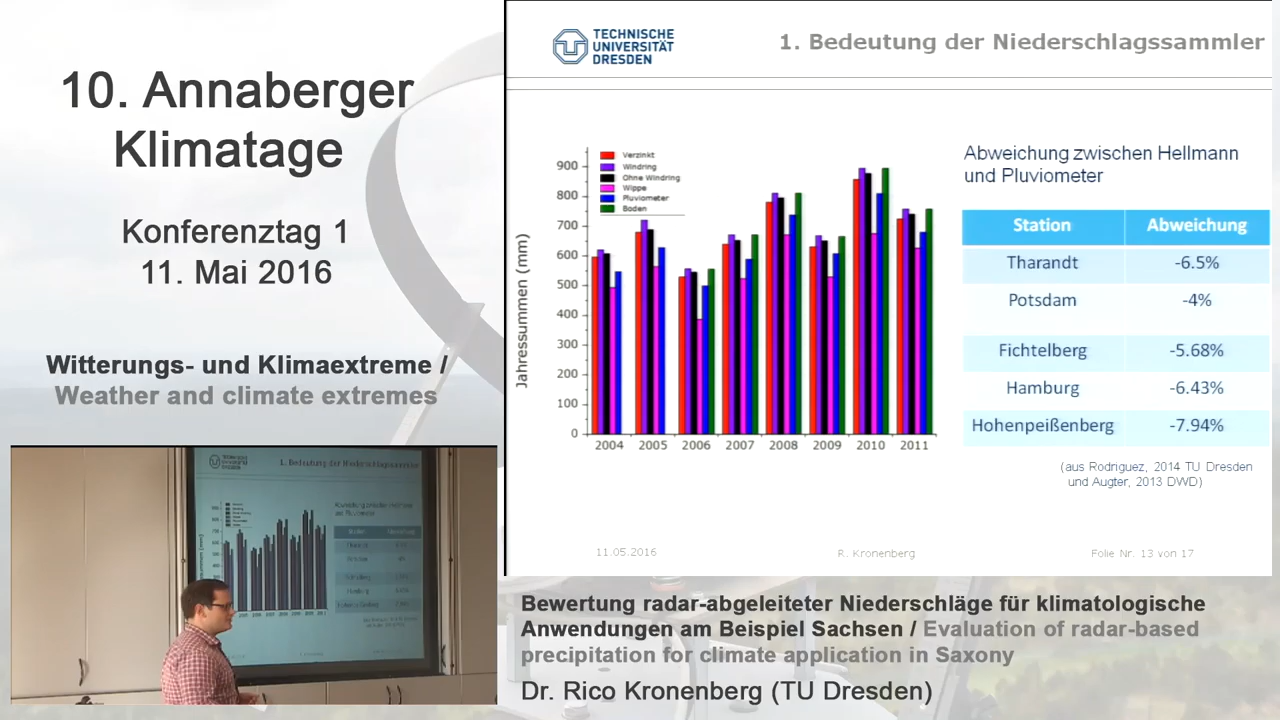 10. Annaberger
Klimatage
Konferenztag 1
11. Mai 2016
Witterungs- und Klimaextreme /
Weather and climate extremes
TECHNISCHE
UNIVERSITÄT
DRESDEN
1. Bedeutung der Niederschlagssammler
Jahressummen (mm)
900
800
700
600
500
400
300
200
100
0
Verzinkt
Windring
Ohne Windring
Wippe
Pluviometer
Boden
2004 2005 2006 2007 2008 2009 2010 2011
Abweichung zwischen Hellmann
und Pluviometer
Station Abweichung
Tharandt -6.5%
Potsdam -4%
Fichtelberg -5.68%
Hamburg -6.43%
Hohenpeißenberg -7.94%
(aus Rodriguez, 2014 TU Dresden
und Augter, 2013 DWD)
11.05.2016 R. Kronenberg Folie Nr. 13 von 17
1. Bedeutung der Niederschlagssammler
Bewertung radar-abgeleiteter Niederschläge für klimatologische
Anwendungen am Beispiel Sachsen / Evaluation of radar-based
precipitation for climate application in Saxony
Dr. Rico Kronenberg (TU Dresden)